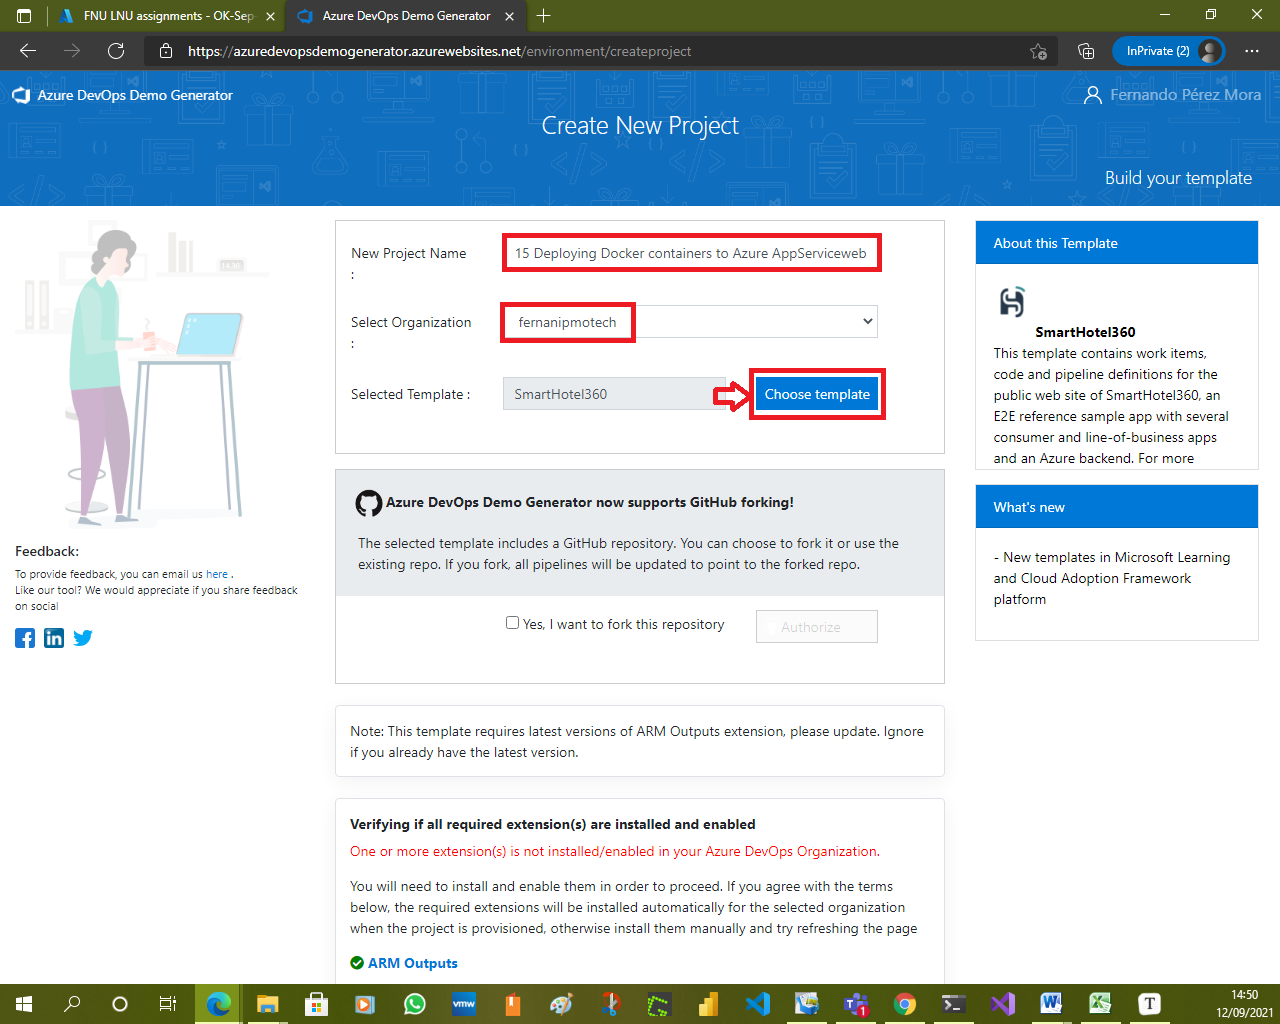 FNU LNU assignments - OK-Sep-
Azure DevOps Demo Generator
https://azuredevopsdemogenerator.azurewebsites.net/environment/createproject
InPrivate (2)
Azure DevOps Demo Generator
Fernando Pérez Mora
Create New Project
Build your template
New Project Name
:
15 Deploying Docker containers to Azure AppServiceweb
Select Organization
:
fernanipmotech
Selected Template :
SmartHotel360
Choose template
Azure DevOps Demo Generator now supports GitHub forking!
The selected template includes a GitHub repository. You can choose to fork it or use the
existing repo. If you fork, all pipelines will be updated to point to the forked repo.
Yes, I want to fork this repository
Authorize
Note: This template requires latest versions of ARM Outputs extension, please update. Ignore
if you already have the latest version.
Verifying if all required extension(s) are installed and enabled
One or more extension(s) is not installed/enabled in your Azure DevOps Organization.
You will need to install and enable them in order to proceed. If you agree with the terms
below, the required extensions will be installed automatically for the selected organization
when the project is provisioned, otherwise install them manually and try refreshing the page
ARM Outputs
About this Template
SmartHotel360
This template contains work items,
code and pipeline definitions for the
public web site of SmartHotel360, an
E2E reference sample app with several
consumer and line-of-business apps
and an Azure backend. For more
What's new
- New templates in Microsoft Learning
and Cloud Adoption Framework
platform
Feedback:
To provide feedback, you can email us here .
Like our tool? We would appreciate if you share feedback
on social
vmw
1
T
14:50
12/09/2021